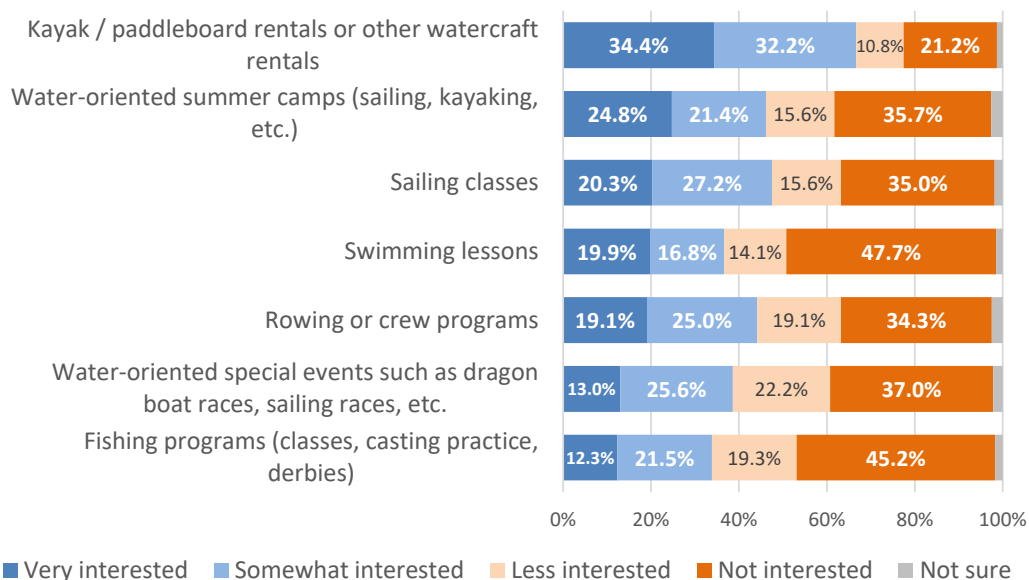 Kayak / paddleboard rentals or other watercraft
rentals
34.4% 32.2% 10.8% 21.2%
Water-oriented summer camps (sailing, kayaking,
etc.)
24.8% 21.4% 15.6% 35.7%
Sailing classes
20.3% 27.2% 15.6% 35.0%
Swimming lessons
19.9% 16.8% 14.1% 47.7%
Rowing or crew programs
19.1% 25.0% 19.1% 34.3%
Water-oriented special events such as dragon
boat races, sailing races, etc.
13.0% 25.6% 22.2% 37.0%
Fishing programs (classes, casting practice,
derbies)
12.3% 21.5% 19.3% 45.2%
0% 20% 40% 60% 80% 100%
Very interested Somewhat interested Less interested Not interested Not sure